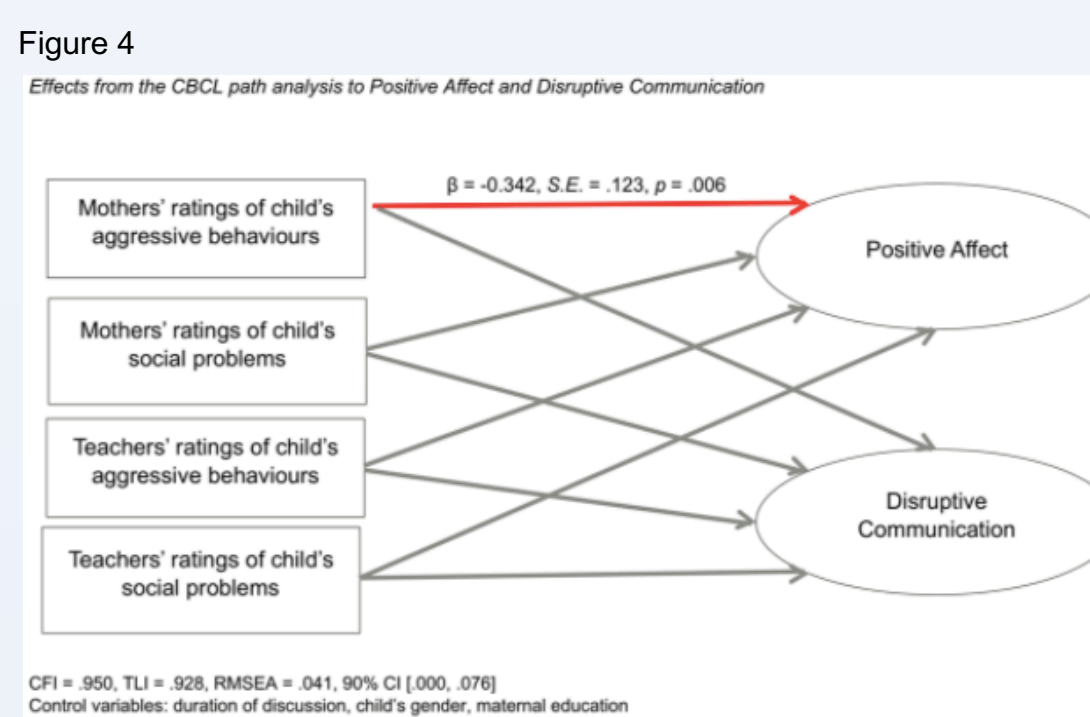 Figure 4
Effects from the CBCL path analysis to Positive Affect and Disruptive Communication
β = -0.342, S.E. = .123, p = .006
Mothers' ratings of child's
aggressive behaviours
Positive Affect
Mothers' ratings of child's
social problems
Teachers' ratings of child's
aggressive behaviours
Disruptive
Communication
Teachers' ratings of child's
social problems
CFI = .950, TLI = .928, RMSEA = .041, 90% CI [.000, .076]
Control variables: duration of discussion, child's gender, maternal education